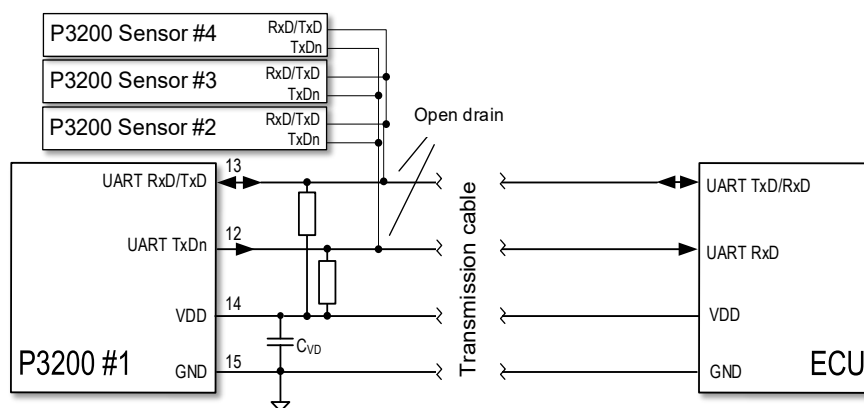 P3200 Sensor #4
RxD/TxD
TxDn
P3200 Sensor #3
RxD/TxD
TxDn
P3200 Sensor #2
RxD/TxD
TxDn
Open drain
13
UART RxD/TxD
12
UART TxDn
14
VDD
CVD
15
GND
P3200 #1
Transmission cable
UART TxD/RxD
UART RxD
VDD
GND
ECU